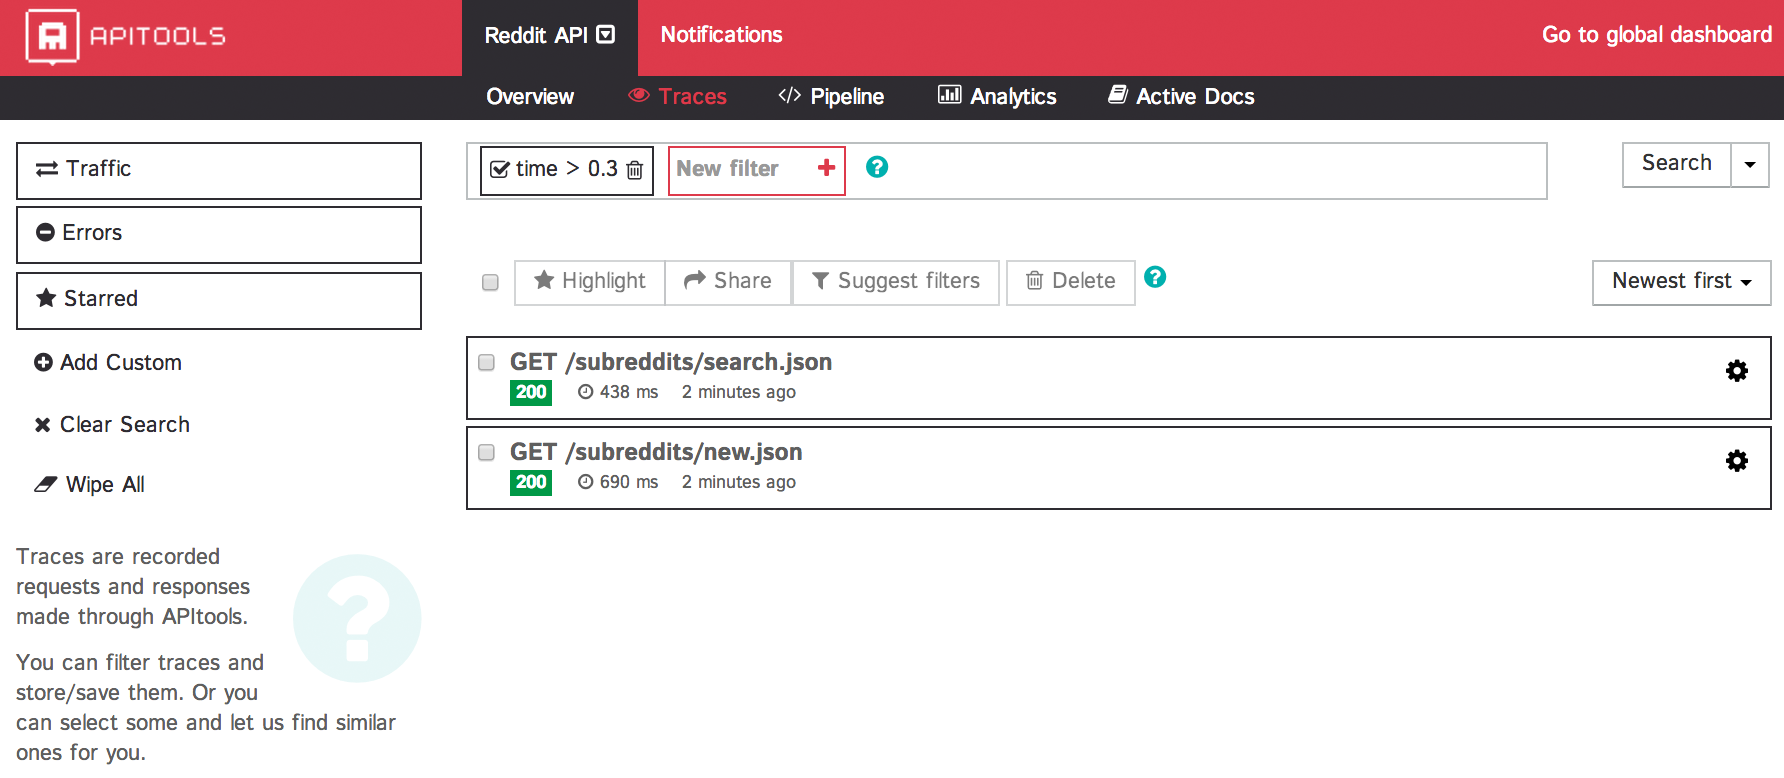 APITOOLS
Reddit API
Notifications
Go to global dashboard
Overview
Traces
</> Pipeline
Analytics
Active Docs
Traffic
Errors
Starred
Add Custom
Clear Search
Wipe All
Traces are recorded
requests and responses
made through APItools.
You can filter traces and
store/save them. Or you
can select some and let us find similar
ones for you.
time > 0.3
New filter +
?
Search
Highlight
Share
Suggest filters
Delete
?
Newest first
GET /subreddits/search.json
200 438 ms 2 minutes ago
GET /subreddits/new.json
200 690 ms 2 minutes ago